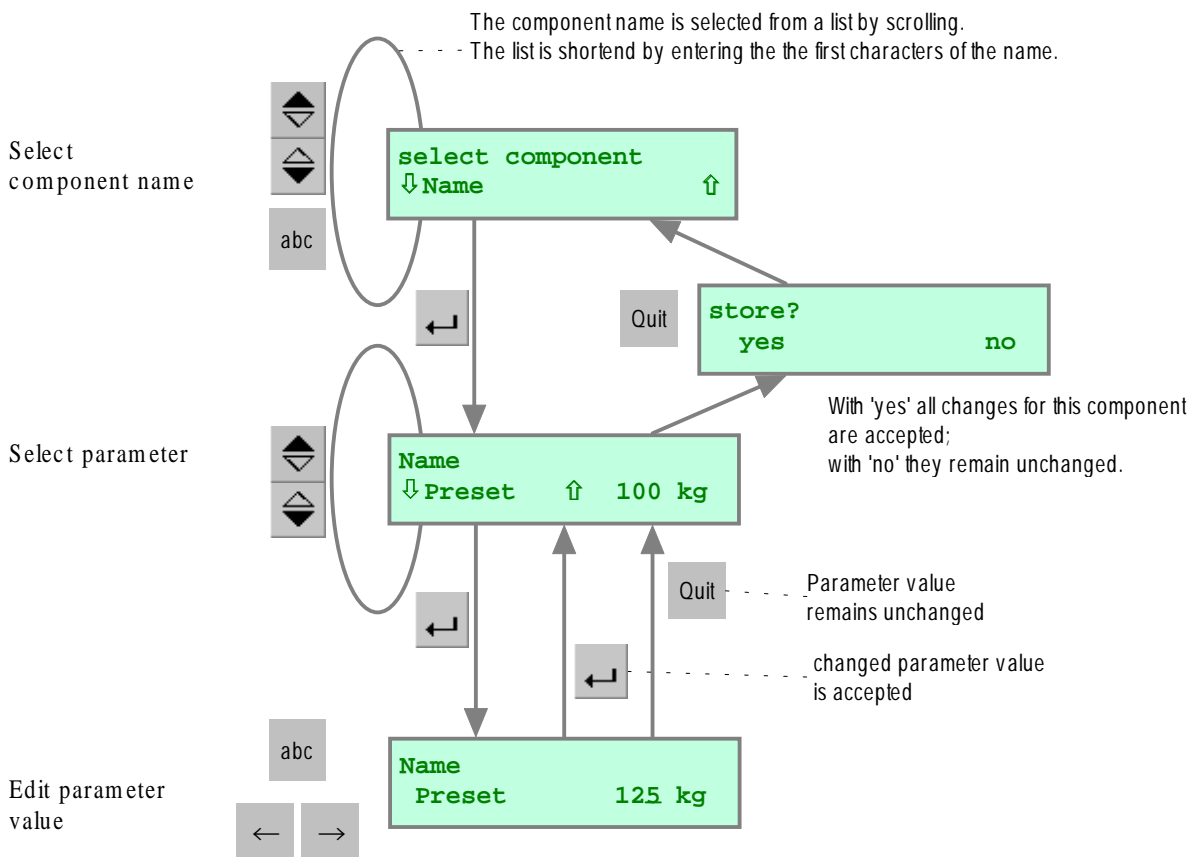 The component name is selected from a list by scrolling.
The list is shortend by entering the the first characters of the name.
Select
component name
abc
select component
⇩Name ⇧
Quit
store?
yes no
With 'yes' all changes for this component
are accepted;
with 'no' they remain unchanged.
Select parameter
Name
⇩Preset ⇧ 100 kg
Quit
Parameter value
remains unchanged
changed parameter value
is accepted
abc
Edit parameter
value
← →
Name
Preset 125 kg